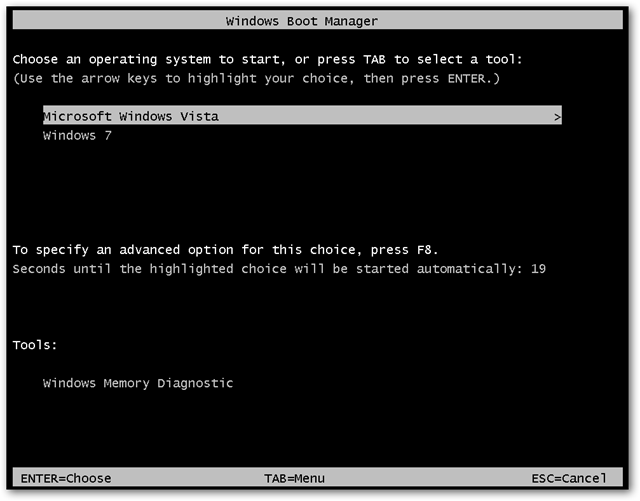 Windows Boot Manager
Choose an operating system to start, or press TAB to select a tool:
(Use the arrow keys to highlight your choice, then press ENTER.)
Microsoft Windows Vista >
Windows 7
To specify an advanced option for this choice, press F8.
Seconds until the highlighted choice will be started automatically: 19
Tools:
Windows Memory Diagnostic
ENTER=Choose TAB=Menu ESC=Cancel